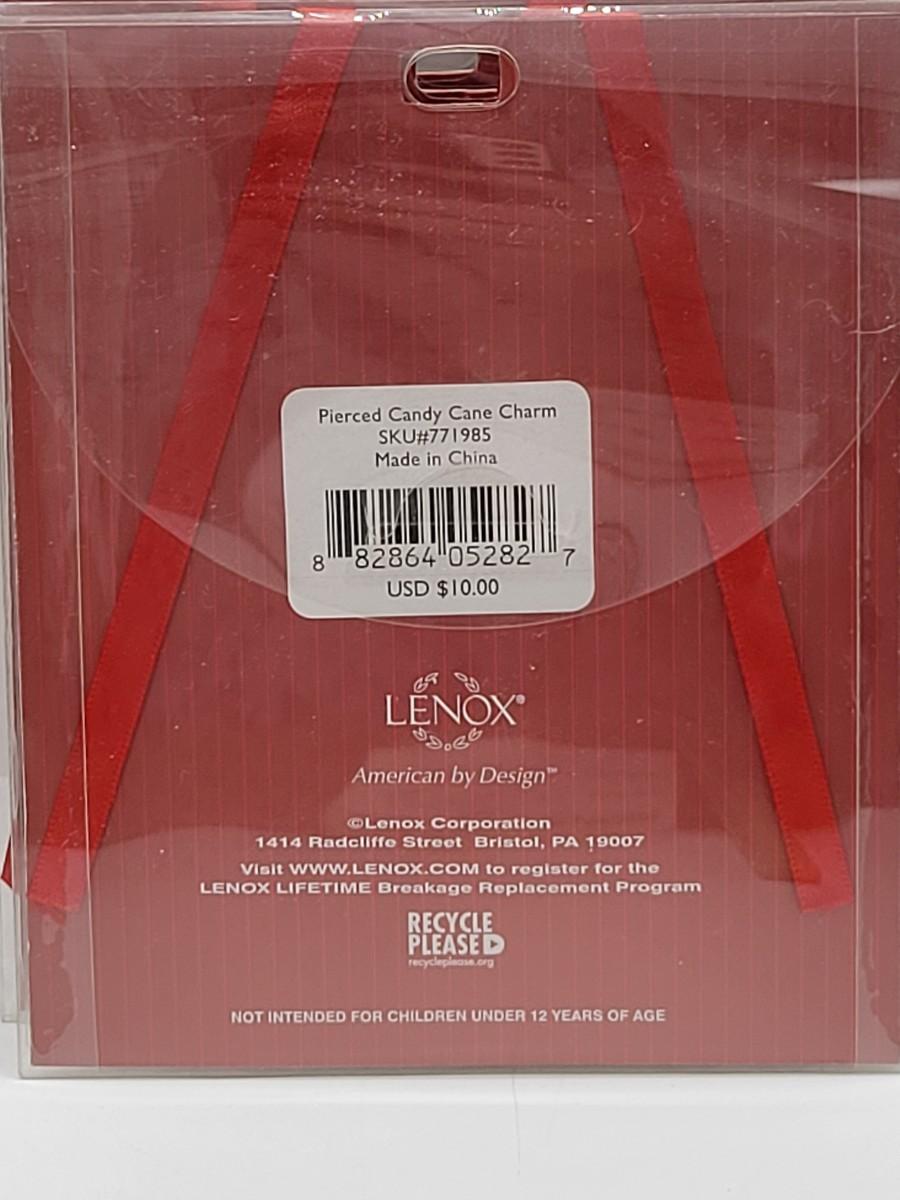 Pierced Candy Cane Charm
SKU#771985
Made in China
8 82864 05282 7
USD $10.00
LENOX®
American by Design™
©Lenox Corporation
1414 Radcliffe Street Bristol, PA 19007
Visit WWW.LENOX.COM to register for the
LENOX LIFETIME Breakage Replacement Program
RECYCLE
PLEASE
recycleplease.org
NOT INTENDED FOR CHILDREN UNDER 12 YEARS OF AGE